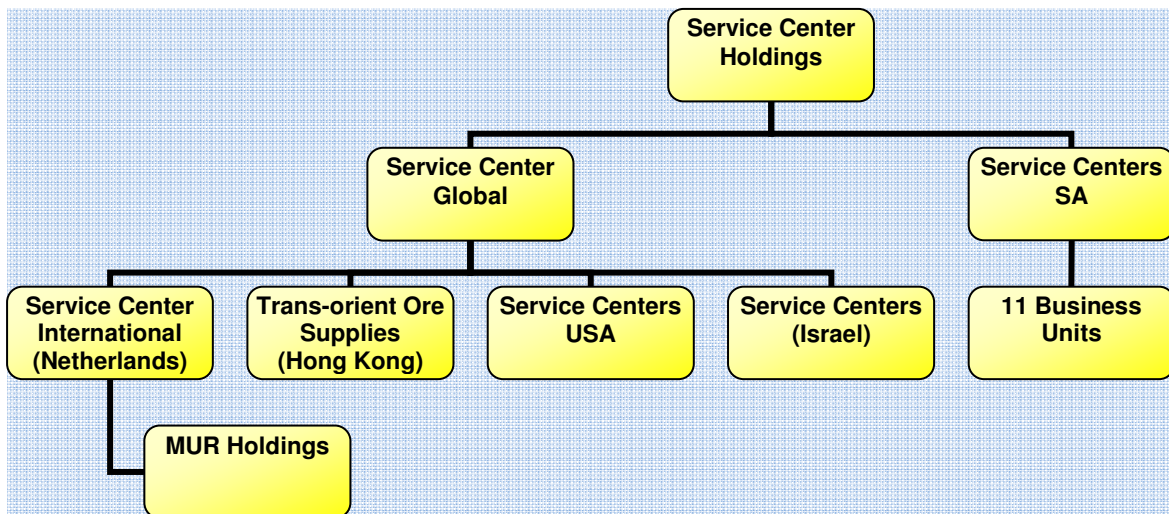 Service Center
Holdings
Service Center
Global
Service Centers
SA
Service Center
International
(Netherlands)
Trans-orient Ore
Supplies
(Hong Kong)
Service Centers
USA
Service Centers
(Israel)
11 Business
Units
MUR Holdings